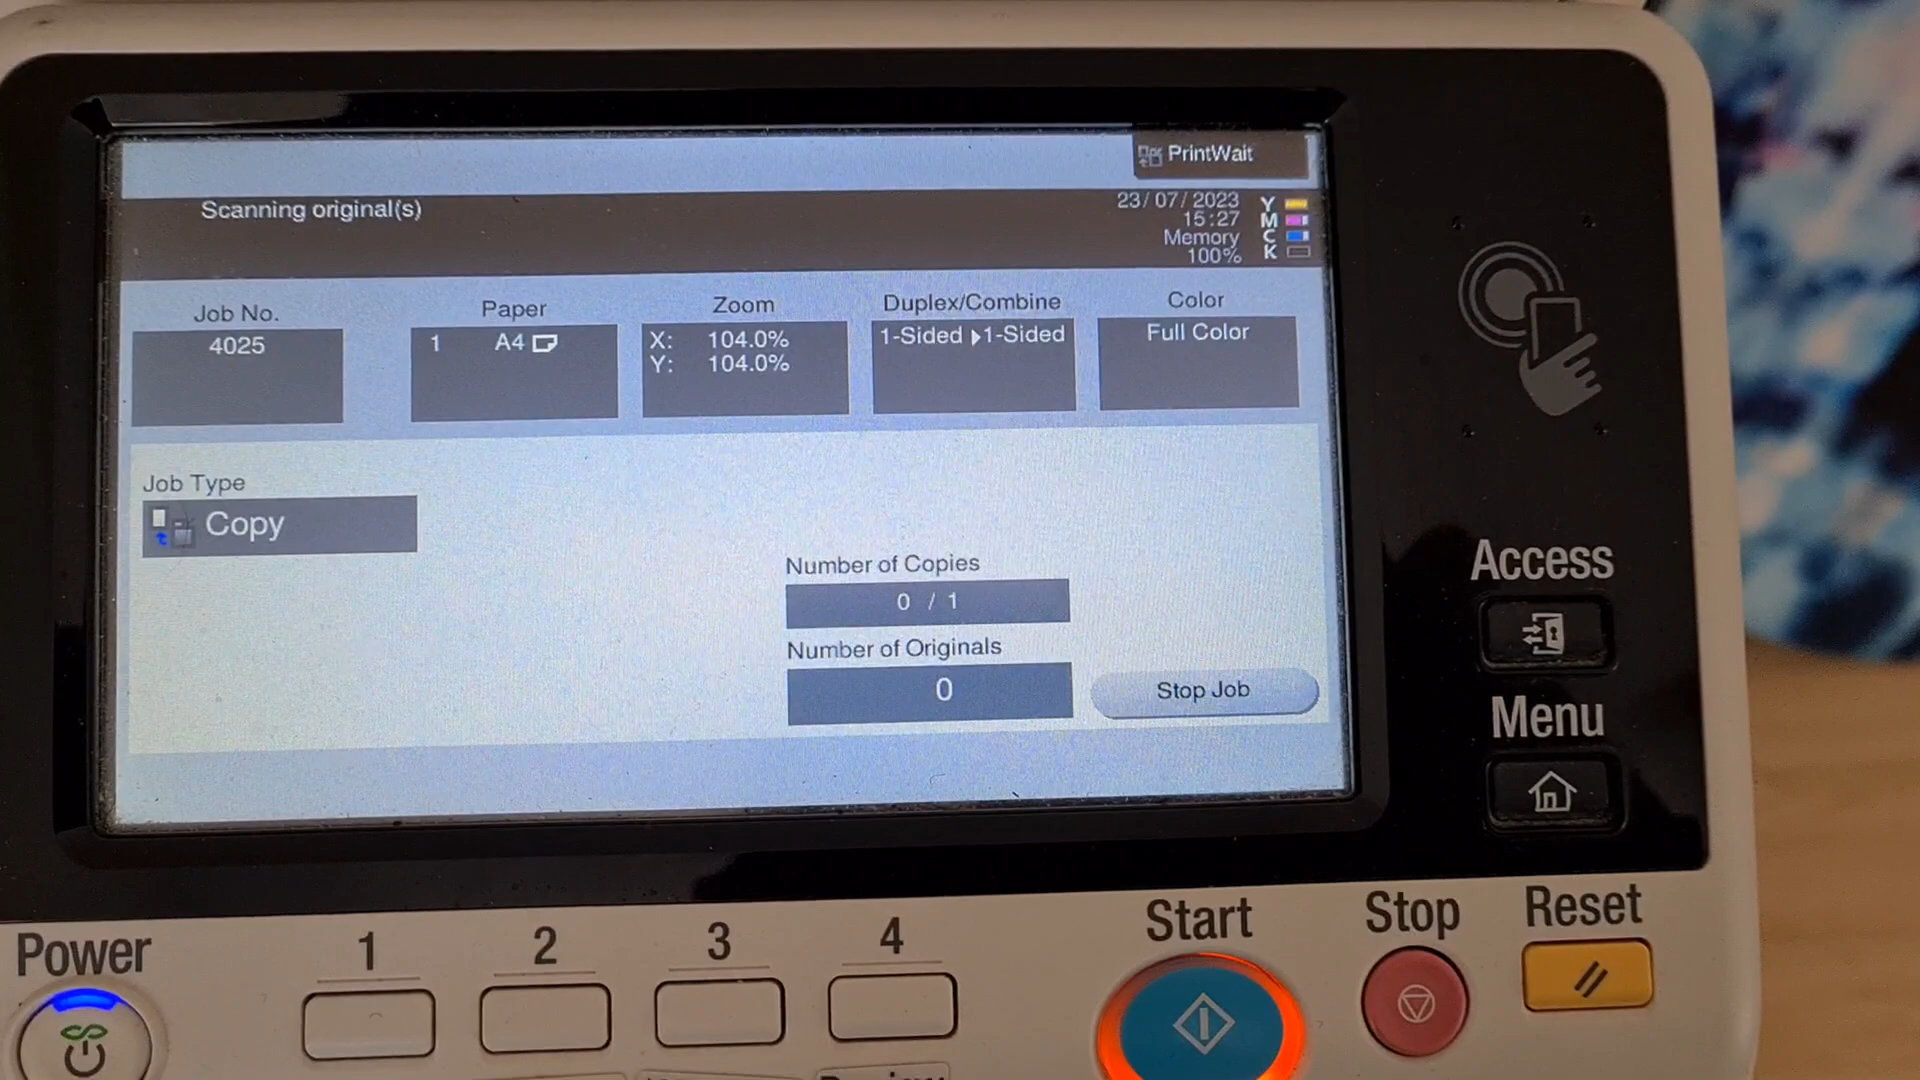 PrintWait
Scanning original(s)
23/07/2023
15:27
Memory
100%
Y
M
C
K
Job No.
4025
Paper
1 A4
Zoom
X: 104.0%
Y: 104.0%
Duplex/Combine
1-Sided ▶1-Sided
Color
Full Color
Job Type
Copy
Number of Copies
0 / 1
Number of Originals
0
Stop Job
Access
Menu
Power
1
2
3
4
Start
Stop
Reset